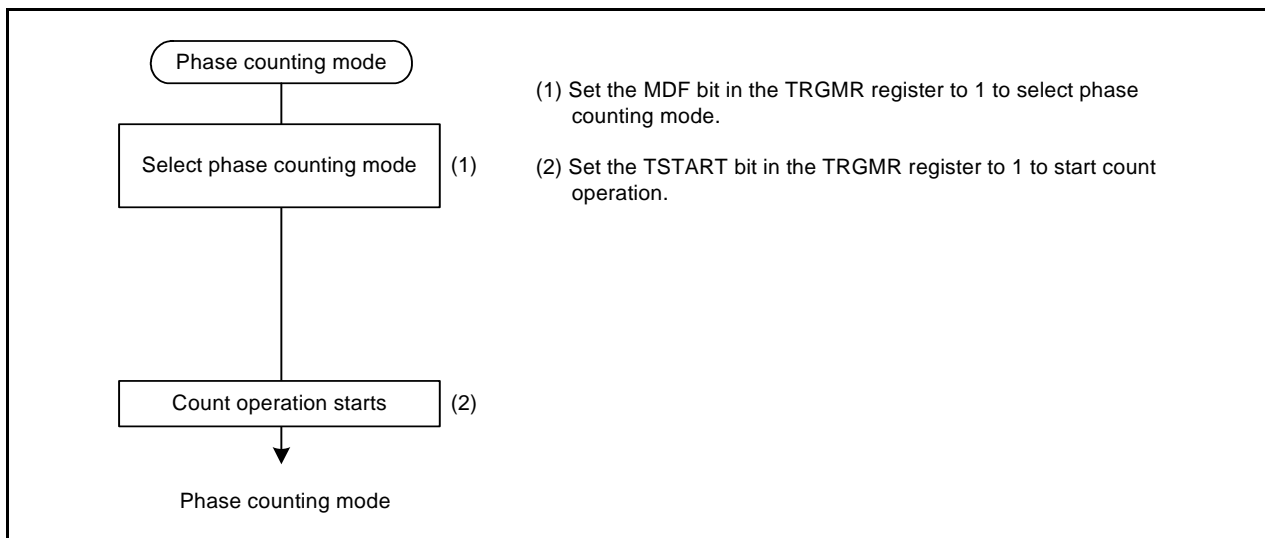 Phase counting mode
Select phase counting mode (1)
Count operation starts (2)
Phase counting mode
(1) Set the MDF bit in the TRGMR register to 1 to select phase
counting mode.
(2) Set the TSTART bit in the TRGMR register to 1 to start count
operation.